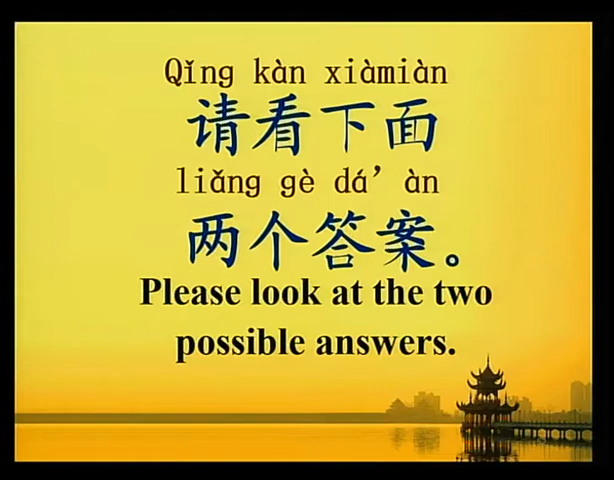 Qǐng kàn xiàmiàn
请看下面
liǎng gè dá’àn
两个答案。
Please look at the two
possible answers.